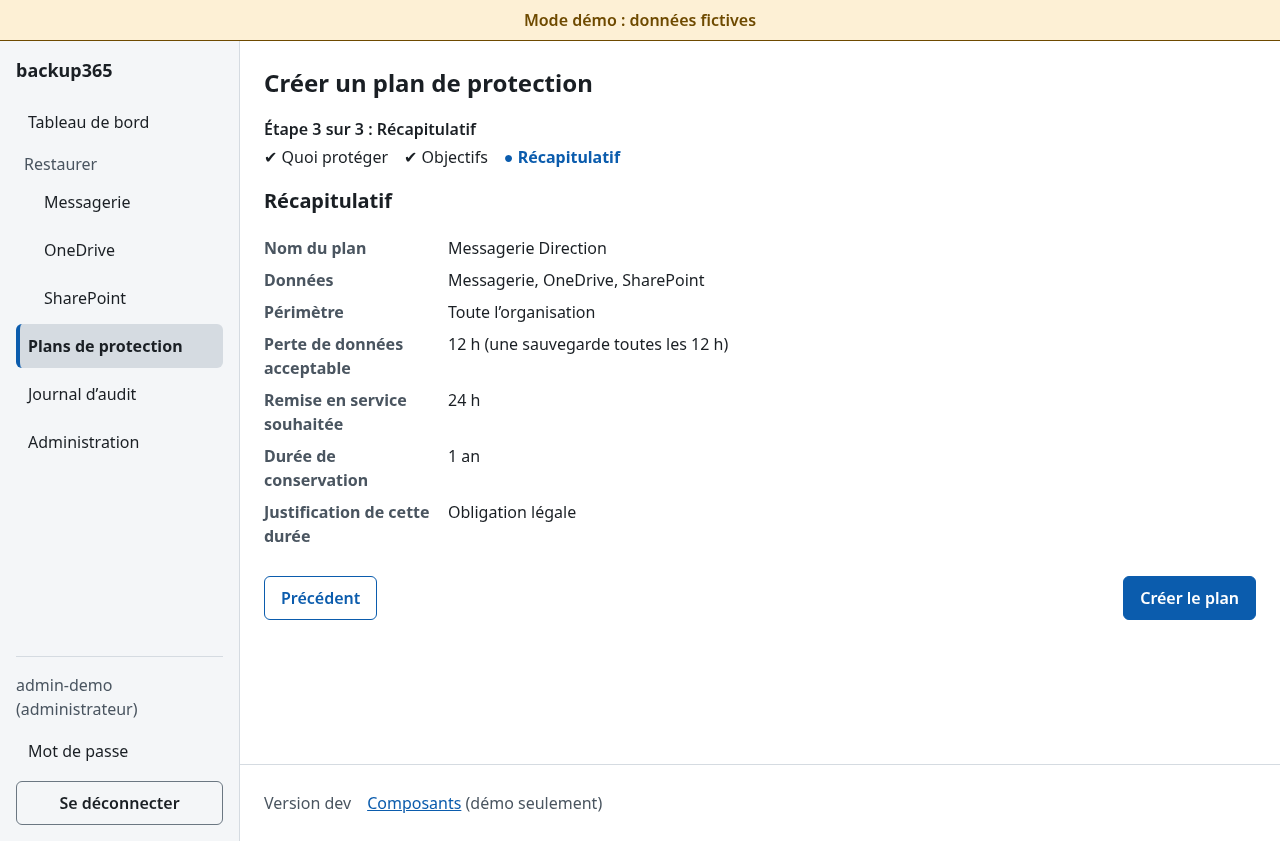 Mode démo : données fictives
backup365
Tableau de bord
Restaurer
Messagerie
OneDrive
SharePoint
Plans de protection
Journal d’audit
Administration
admin-demo
(administrateur)
Mot de passe
Se déconnecter
Créer un plan de protection
Étape 3 sur 3 : Récapitulatif
✔ Quoi protéger ✔ Objectifs ● Récapitulatif
Récapitulatif
Nom du plan Messagerie Direction
Données Messagerie, OneDrive, SharePoint
Périmètre Toute l’organisation
Perte de données 12 h (une sauvegarde toutes les 12 h)
acceptable
Remise en service 24 h
souhaitée
Durée de 1 an
conservation
Justification de cette Obligation légale
durée
Précédent Créer le plan
Version dev Composants (démo seulement)